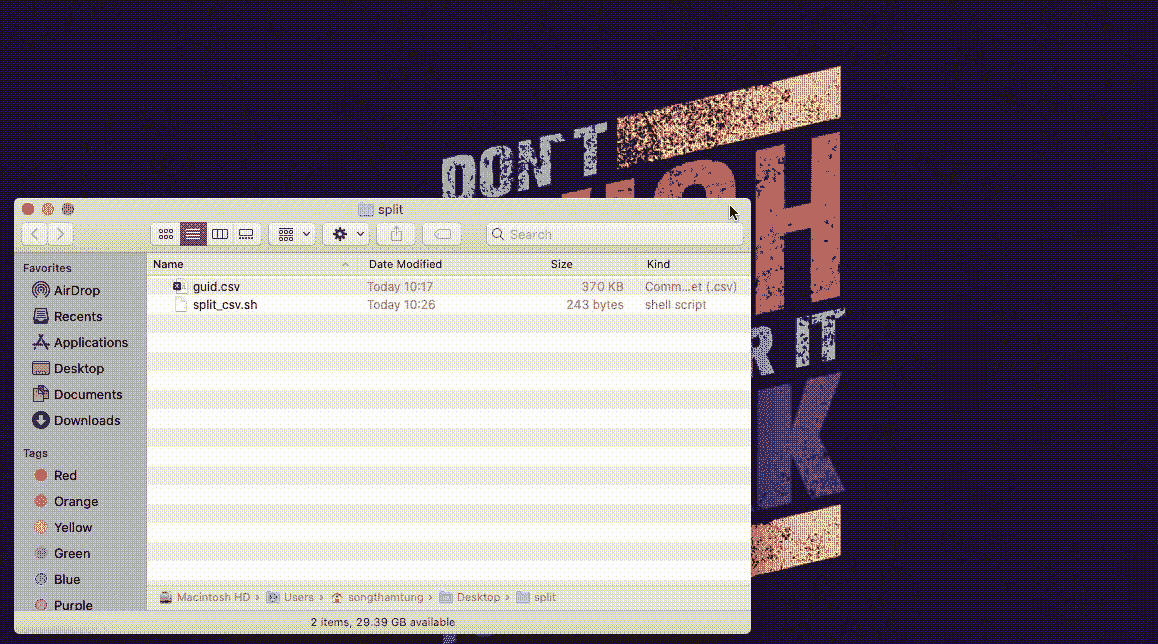 DON'T
split
Search
Name Date Modified Size Kind
guid.csv Today 10:17 370 KB Comm...et (.csv)
split_csv.sh Today 10:26 243 bytes shell script
Favorites
AirDrop
Recents
Applications
Desktop
Documents
Downloads
Tags
Red
Orange
Yellow
Green
Blue
Purple
Macintosh HD › Users › songthamtung › Desktop › split
2 items, 29.39 GB available
R IT
K